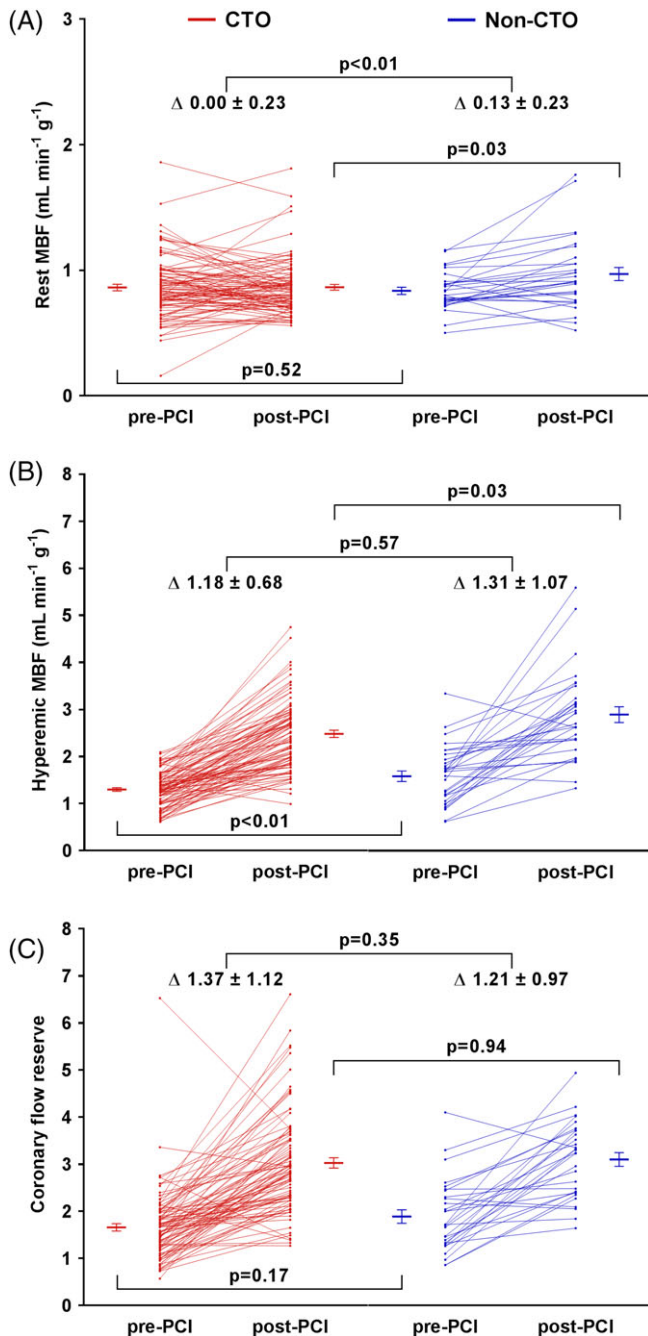 (A)
CTO
Non-CTO
Rest MBF (mL min⁻¹ g⁻¹)
3
2
1
0
p<0.01
Δ 0.00 ± 0.23
Δ 0.13 ± 0.23
p=0.03
p=0.52
pre-PCI
post-PCI
pre-PCI
post-PCI
(B)
Hyperemic MBF (mL min⁻¹ g⁻¹)
8
7
6
5
4
3
2
1
0
p=0.03
p=0.57
Δ 1.18 ± 0.68
Δ 1.31 ± 1.07
p<0.01
pre-PCI
post-PCI
pre-PCI
post-PCI
(C)
Coronary flow reserve
8
7
6
5
4
3
2
1
0
p=0.35
Δ 1.37 ± 1.12
Δ 1.21 ± 0.97
p=0.94
p=0.17
pre-PCI
post-PCI
pre-PCI
post-PCI